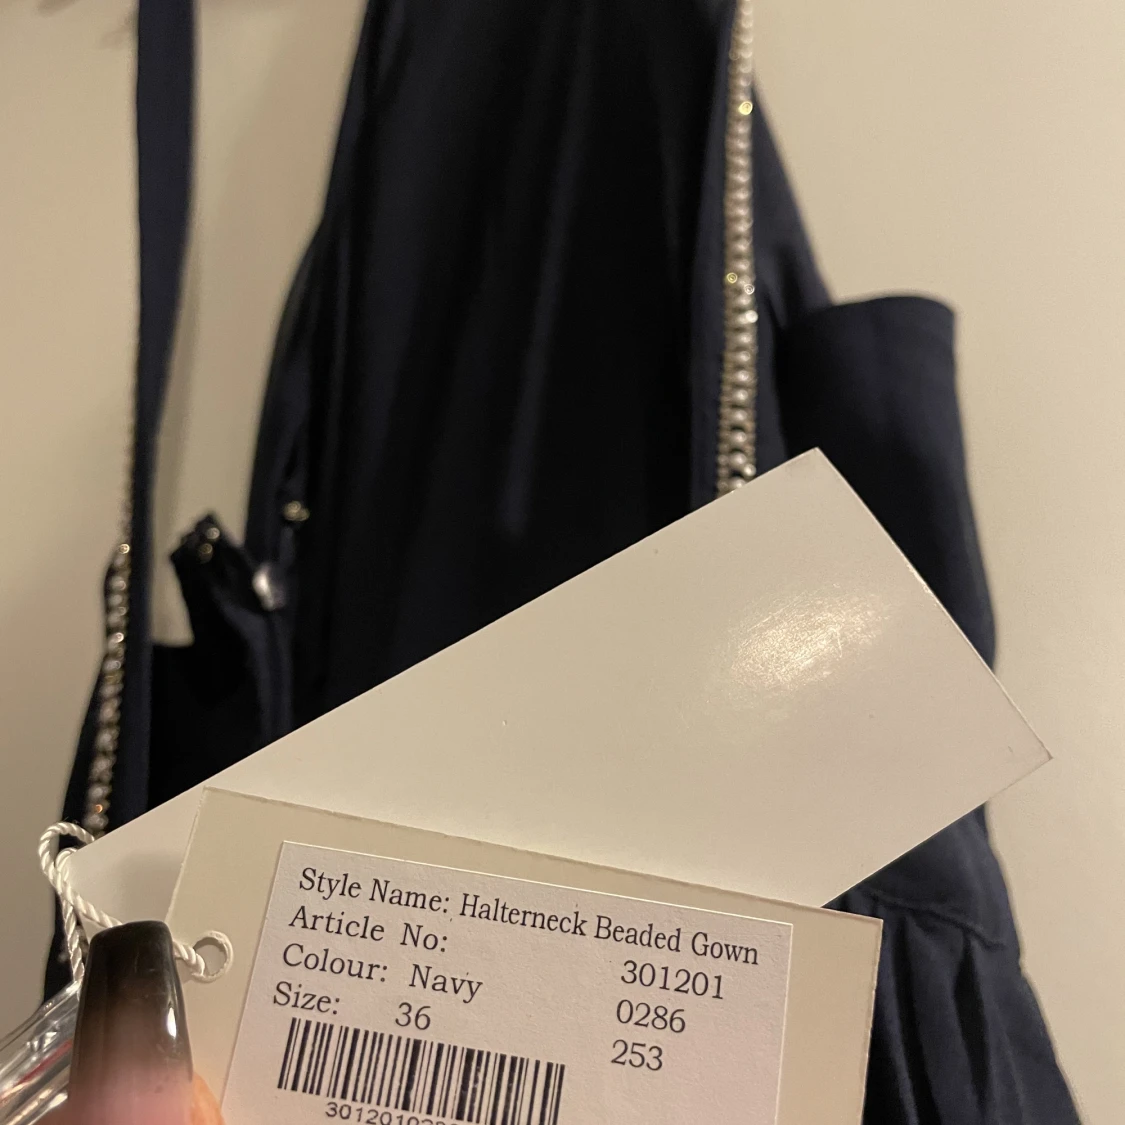 Style Name: Halterneck Beaded Gown
Article No: 301201
Colour: Navy 0286
Size: 36 253